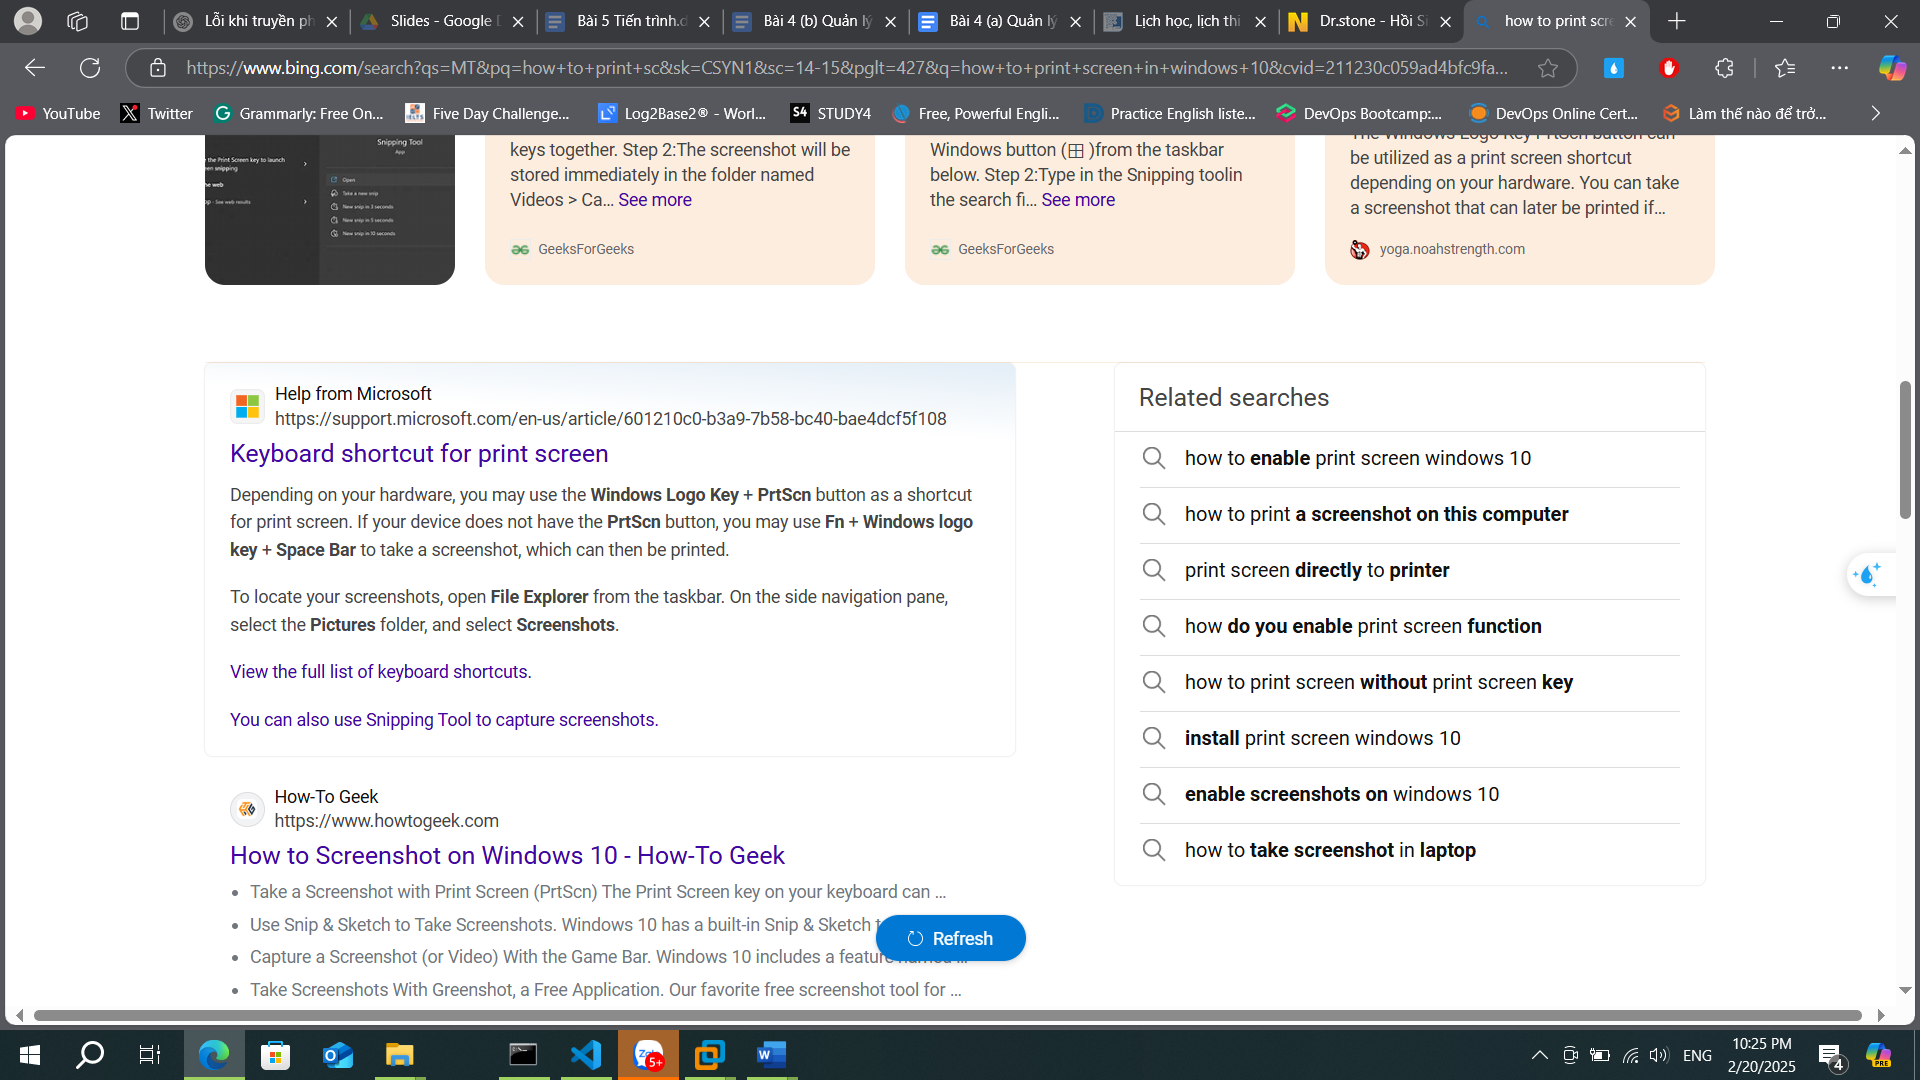 Lỗi khi truyền ph
Slides - Google D
Bài 5 Tiến trình.d
Bài 4 (b) Quản lý
Bài 4 (a) Quản lý
Lịch học, lịch thi
Dr.stone - Hồi Si
how to print scre
https://www.bing.com/search?qs=MT&pq=how+to+print+sc&sk=CSYN1&sc=14-15&pglt=427&q=how+to+print+screen+in+windows+10&cvid=211230c059ad4bfc9fa...
YouTube
Twitter
Grammarly: Free On...
Five Day Challenge...
Log2Base2® - Worl...
STUDY4
Free, Powerful Engli...
Practice English liste...
DevOps Bootcamp:...
DevOps Online Cert...
Làm thế nào để trở...
Snipping Tool
App
e the Print Screen key to launch
en snipping
he web
op - See web results
Open
Take a new snip
New snip in 3 seconds
New snip in 5 seconds
New snip in 10 seconds
keys together. Step 2:The screenshot will be
stored immediately in the folder named
Videos > Ca... See more
GeeksForGeeks
Windows button (⊞ )from the taskbar
below. Step 2:Type in the Snipping toolin
the search fi... See more
GeeksForGeeks
The Windows Logo Key PrtScn button can
be utilized as a print screen shortcut
depending on your hardware. You can take
a screenshot that can later be printed if...
yoga.noahstrength.com
Help from Microsoft
https://support.microsoft.com/en-us/article/601210c0-b3a9-7b58-bc40-bae4dcf5f108
Keyboard shortcut for print screen
Depending on your hardware, you may use the Windows Logo Key + PrtScn button as a shortcut
for print screen. If your device does not have the PrtScn button, you may use Fn + Windows logo
key + Space Bar to take a screenshot, which can then be printed.
To locate your screenshots, open File Explorer from the taskbar. On the side navigation pane,
select the Pictures folder, and select Screenshots.
View the full list of keyboard shortcuts.
You can also use Snipping Tool to capture screenshots.
How-To Geek
https://www.howtogeek.com
How to Screenshot on Windows 10 - How-To Geek
Take a Screenshot with Print Screen (PrtScn) The Print Screen key on your keyboard can ...
Use Snip & Sketch to Take Screenshots. Windows 10 has a built-in Snip & Sketch t
Capture a Screenshot (or Video) With the Game Bar. Windows 10 includes a feature named ...
Take Screenshots With Greenshot, a Free Application. Our favorite free screenshot tool for ...
Refresh
Related searches
how to enable print screen windows 10
how to print a screenshot on this computer
print screen directly to printer
how do you enable print screen function
how to print screen without print screen key
install print screen windows 10
enable screenshots on windows 10
how to take screenshot in laptop
5+
ENG
10:25 PM
2/20/2025
4
PRE